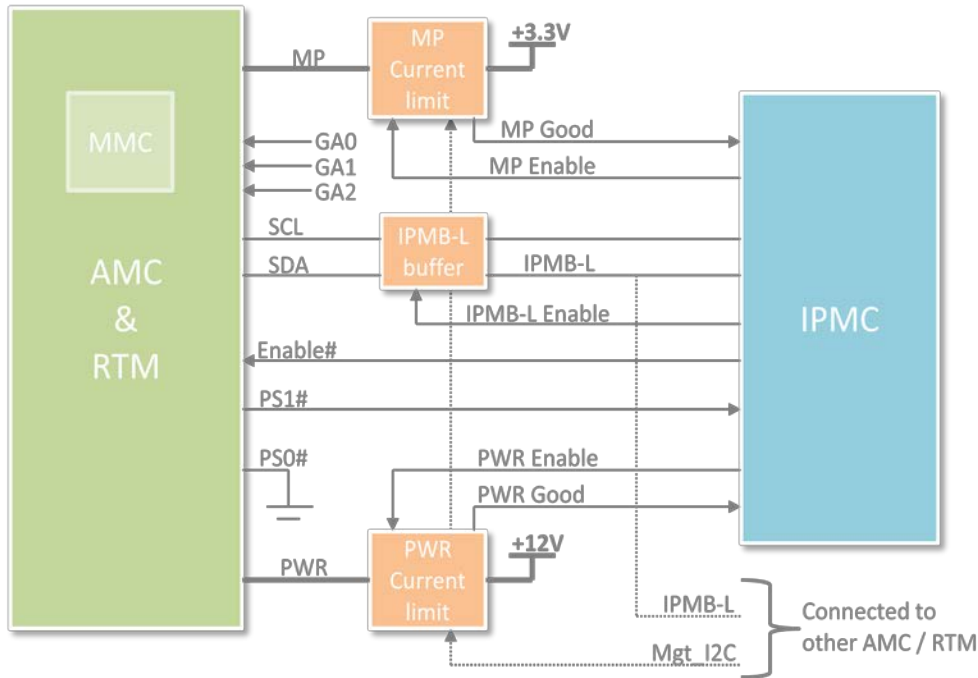 MP
Current
limit
+3.3V
MP
MMC
GA0
GA1
GA2
MP Good
MP Enable
SCL
SDA
IPMB-L
buffer
IPMB-L
IPMB-L Enable
AMC
&
RTM
IPMC
Enable#
PS1#
PS0#
PWR Enable
PWR Good
PWR
PWR
Current
limit
+12V
IPMB-L
Mgt_I2C
Connected to
other AMC / RTM